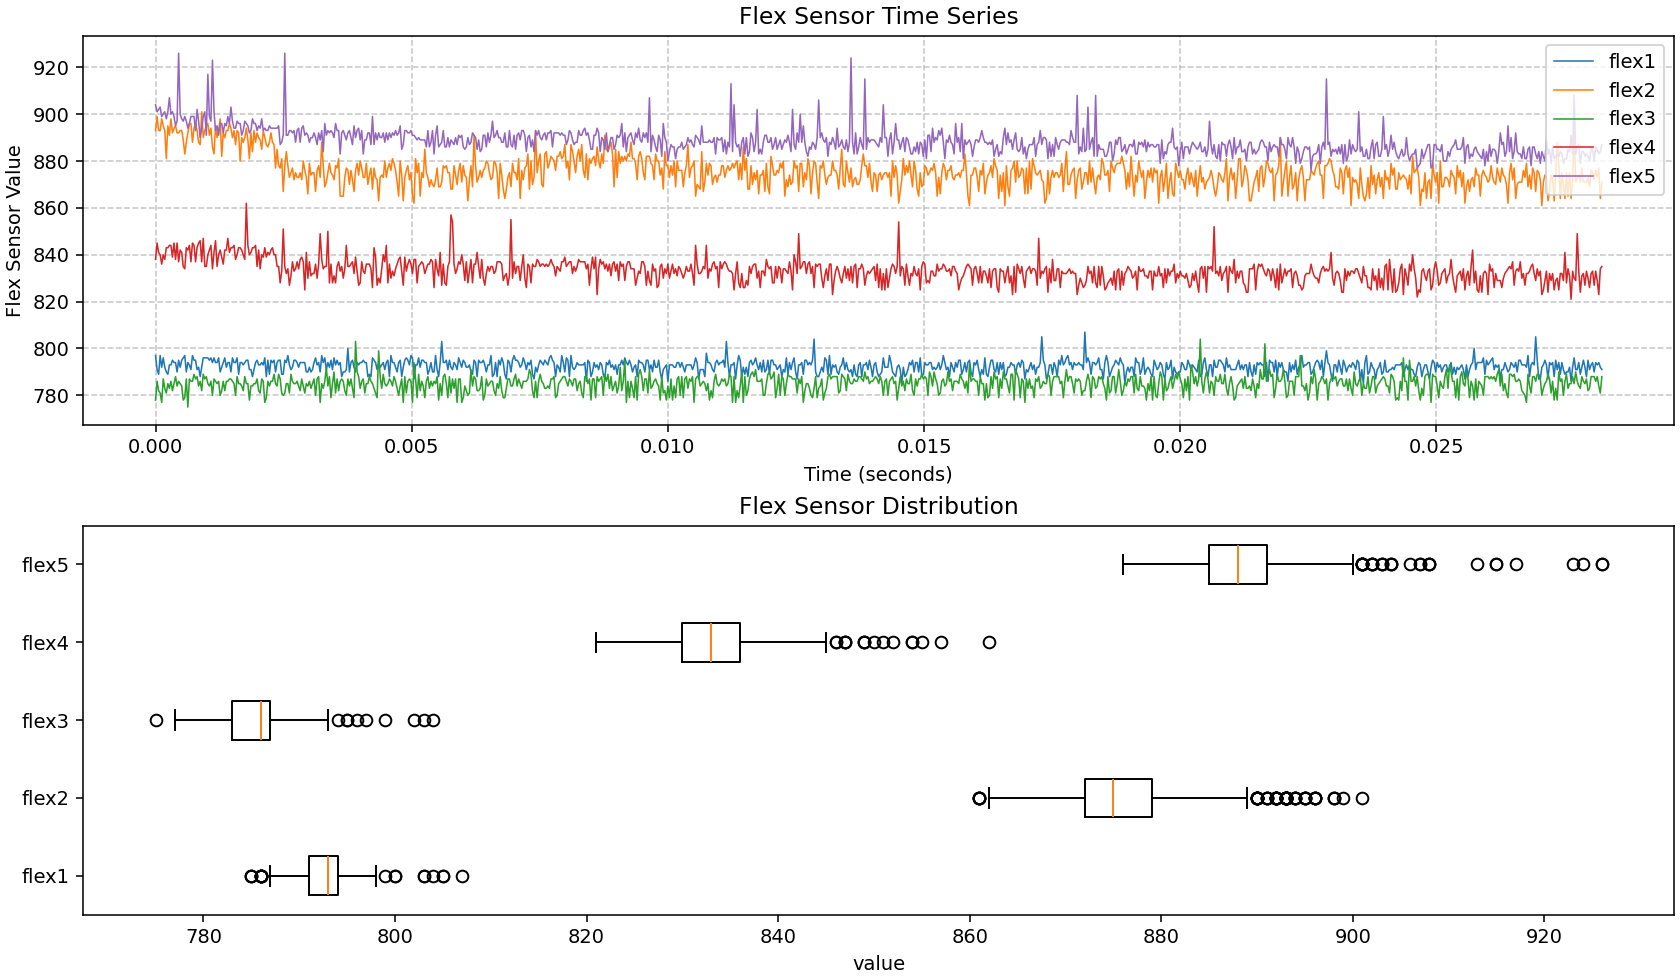 Flex Sensor Time Series
Flex Sensor Value
920
900
880
860
840
820
800
780
flex1
flex2
flex3
flex4
flex5
0.000 0.005 0.010 0.015 0.020 0.025
Time (seconds)
Flex Sensor Distribution
flex5
flex4
flex3
flex2
flex1
780 800 820 840 860 880 900 920
value